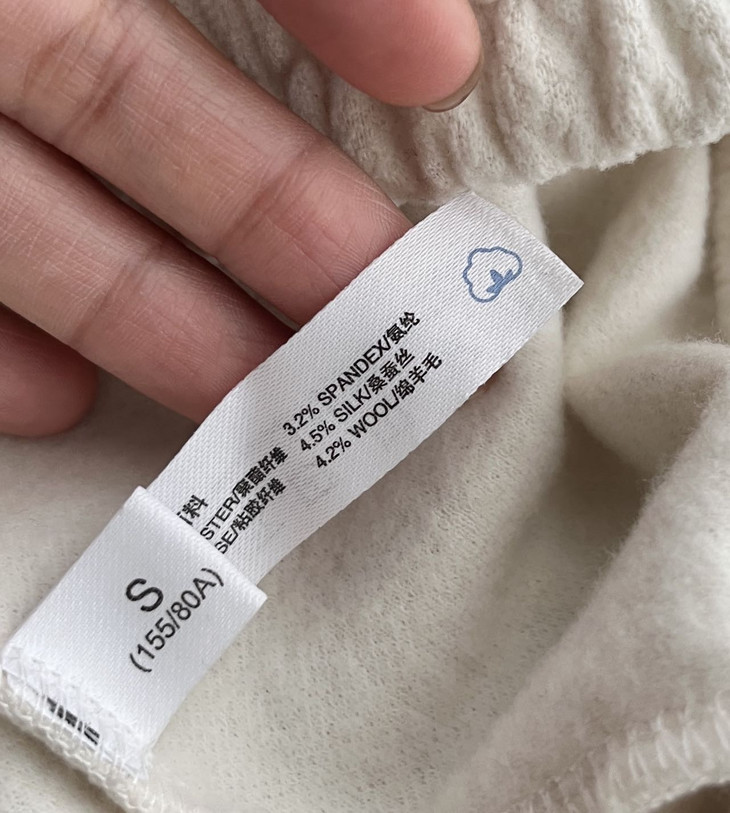 料
STER/聚酯纤维
SE/粘胶纤维
3.2% SPANDEX/氨纶
4.5% SILK/桑蚕丝
4.2% WOOL/绵羊毛
S
(155/80A)